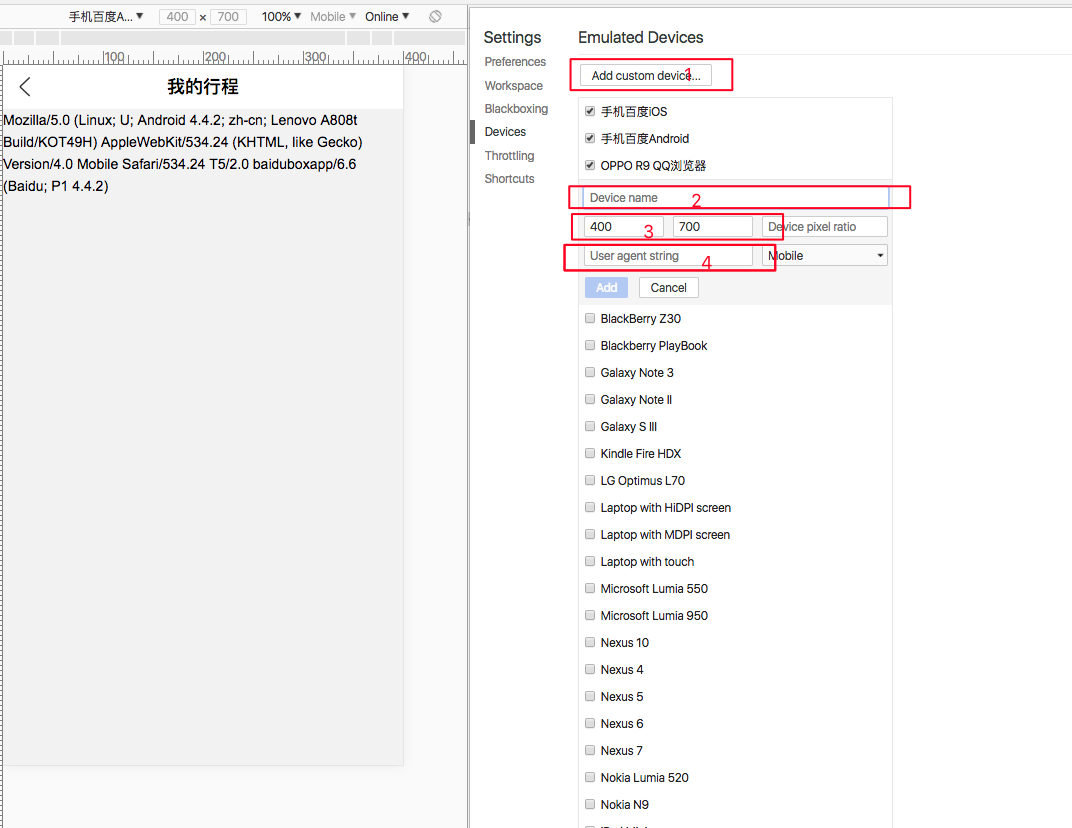 手机百度A... ▼ 400 × 700 100% ▼ Mobile ▼ Online ▼
100 200 300 400
我的行程
Mozilla/5.0 (Linux; U; Android 4.4.2; zh-cn; Lenovo A808t
Build/KOT49H) AppleWebKit/534.24 (KHTML, like Gecko)
Version/4.0 Mobile Safari/534.24 T5/2.0 baiduboxapp/6.6
(Baidu; P1 4.4.2)
Settings
Preferences
Workspace
Blackboxing
Devices
Throttling
Shortcuts
Emulated Devices
Add custom device... 1
手机百度iOS
手机百度Android
OPPO R9 QQ浏览器
Device name 2
400 3 700 Device pixel ratio
User agent string 4 Mobile
Add Cancel
BlackBerry Z30
Blackberry PlayBook
Galaxy Note 3
Galaxy Note II
Galaxy S III
Kindle Fire HDX
LG Optimus L70
Laptop with HiDPI screen
Laptop with MDPI screen
Laptop with touch
Microsoft Lumia 550
Microsoft Lumia 950
Nexus 10
Nexus 4
Nexus 5
Nexus 6
Nexus 7
Nokia Lumia 520
Nokia N9